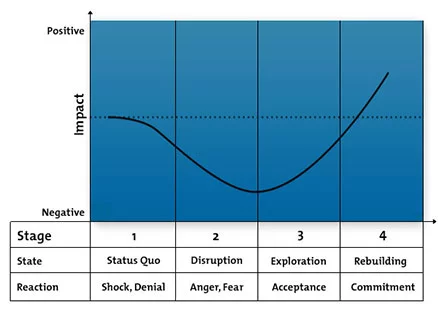 Positive
Impact
Negative
Stage 1 2 3 4
State Status Quo Disruption Exploration Rebuilding
Reaction Shock, Denial Anger, Fear Acceptance Commitment